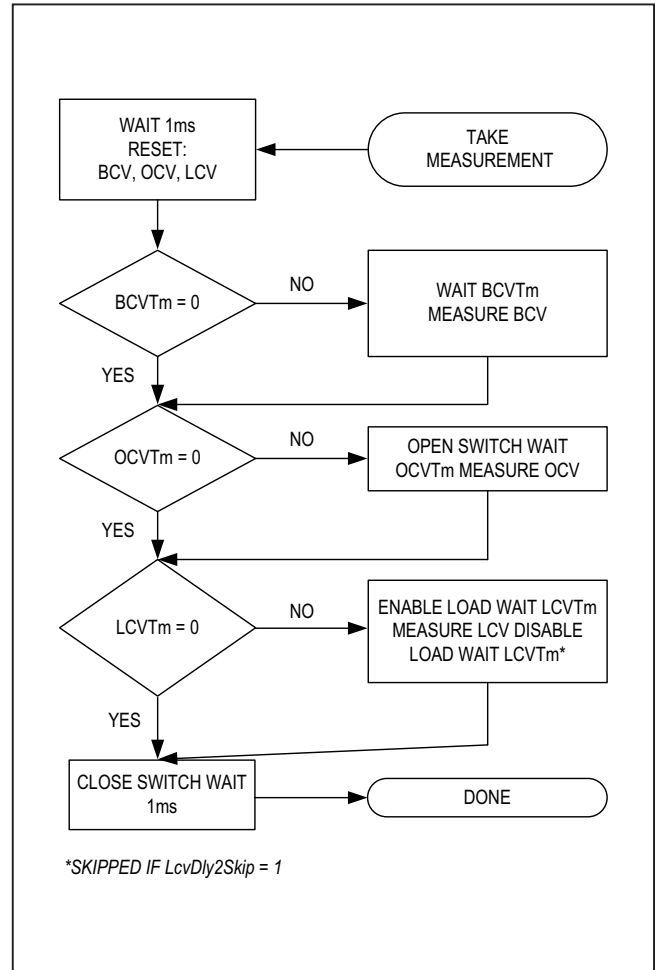 TAKE
MEASUREMENT
WAIT 1ms
RESET:
BCV, OCV, LCV
BCVTm = 0
NO
WAIT BCVTm
MEASURE BCV
YES
OCVTm = 0
NO
OPEN SWITCH WAIT
OCVTm MEASURE OCV
YES
LCVTm = 0
NO
ENABLE LOAD WAIT LCVTm
MEASURE LCV DISABLE
LOAD WAIT LCVTm*
YES
CLOSE SWITCH WAIT
1ms
DONE
*SKIPPED IF LcvDly2Skip = 1